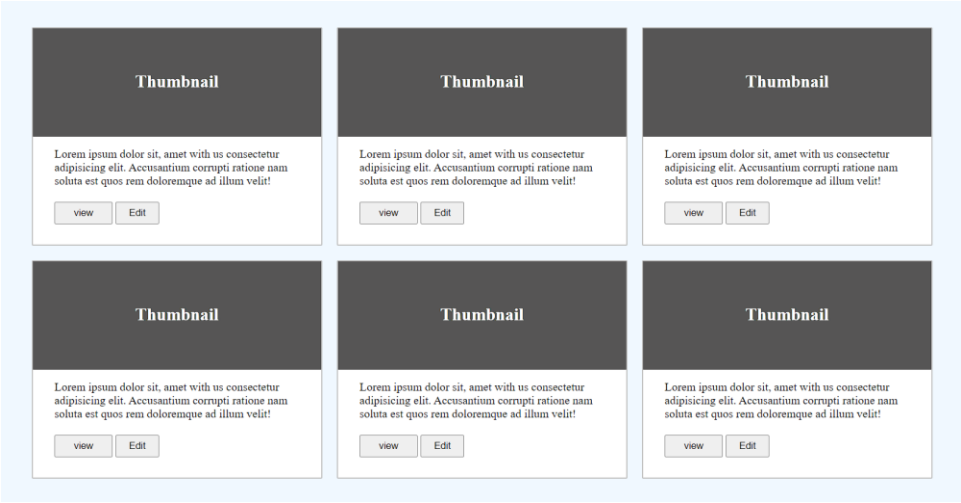 Thumbnail Thumbnail Thumbnail
Lorem ipsum dolor sit, amet with us consectetur
adipisicing elit. Accusantium corrupti ratione nam
soluta est quos rem doloremque ad illum velit!
view Edit
Lorem ipsum dolor sit, amet with us consectetur
adipisicing elit. Accusantium corrupti ratione nam
soluta est quos rem doloremque ad illum velit!
view Edit
Lorem ipsum dolor sit, amet with us consectetur
adipisicing elit. Accusantium corrupti ratione nam
soluta est quos rem doloremque ad illum velit!
view Edit
Thumbnail Thumbnail Thumbnail
Lorem ipsum dolor sit, amet with us consectetur
adipisicing elit. Accusantium corrupti ratione nam
soluta est quos rem doloremque ad illum velit!
view Edit
Lorem ipsum dolor sit, amet with us consectetur
adipisicing elit. Accusantium corrupti ratione nam
soluta est quos rem doloremque ad illum velit!
view Edit
Lorem ipsum dolor sit, amet with us consectetur
adipisicing elit. Accusantium corrupti ratione nam
soluta est quos rem doloremque ad illum velit!
view Edit